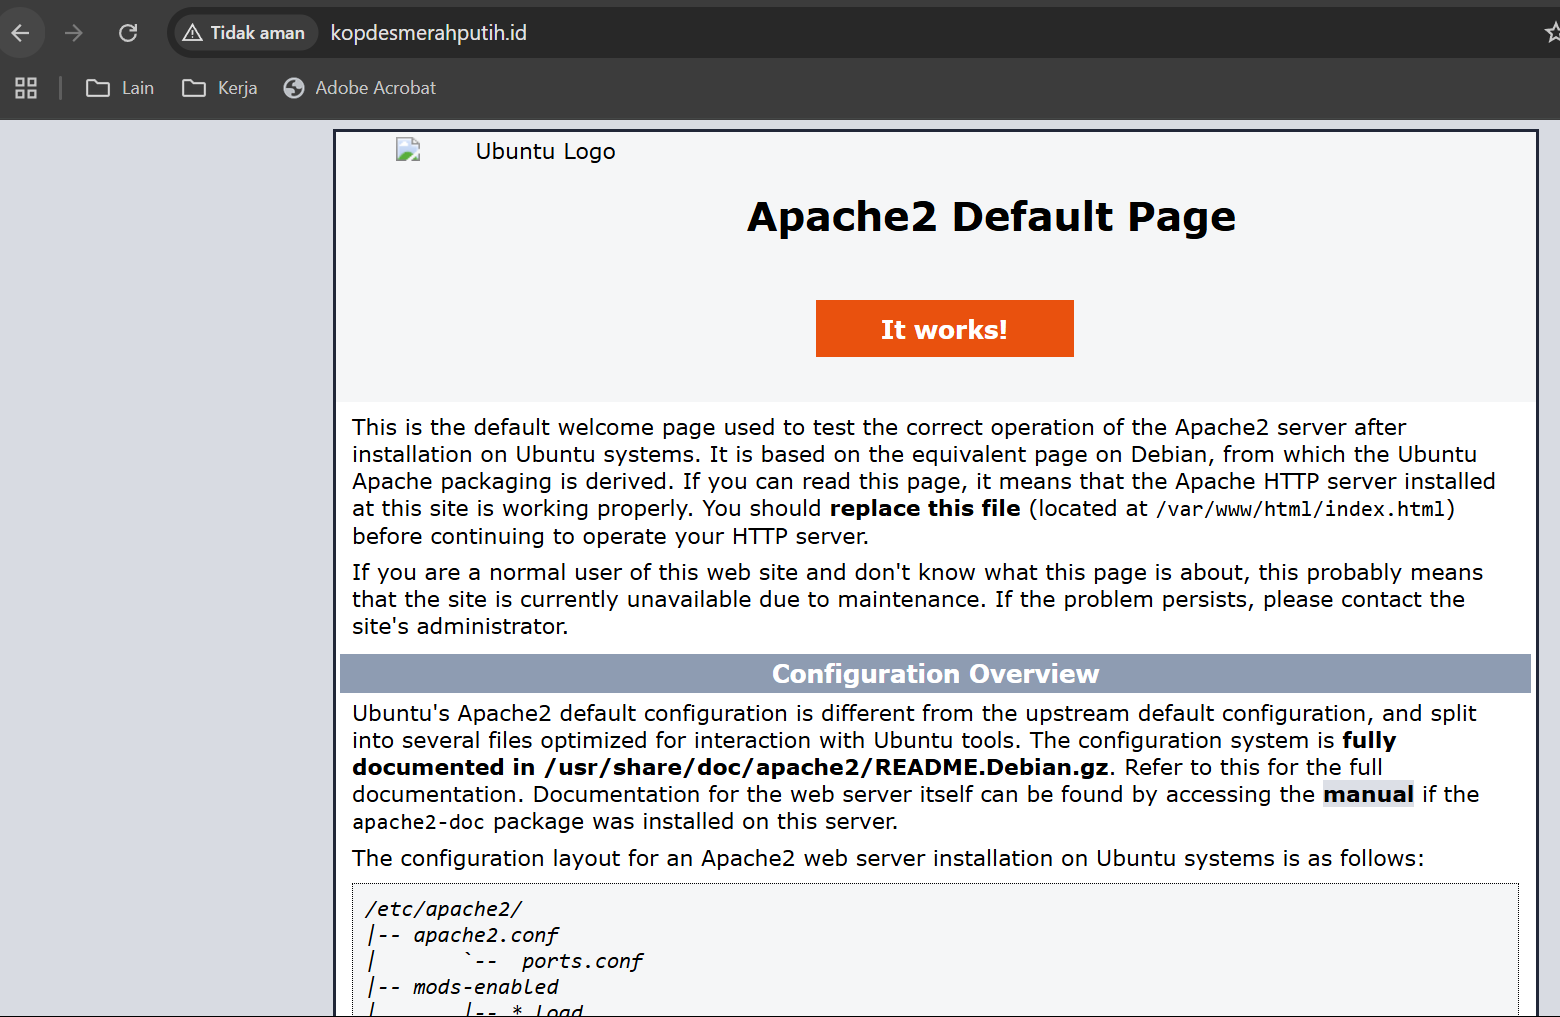 Tidak aman kopdesmerahputih.id
Lain Kerja Adobe Acrobat
Ubuntu Logo
Apache2 Default Page
It works!
This is the default welcome page used to test the correct operation of the Apache2 server after
installation on Ubuntu systems. It is based on the equivalent page on Debian, from which the Ubuntu
Apache packaging is derived. If you can read this page, it means that the Apache HTTP server installed
at this site is working properly. You should replace this file (located at /var/www/html/index.html)
before continuing to operate your HTTP server.
If you are a normal user of this web site and don't know what this page is about, this probably means
that the site is currently unavailable due to maintenance. If the problem persists, please contact the
site's administrator.
Configuration Overview
Ubuntu's Apache2 default configuration is different from the upstream default configuration, and split
into several files optimized for interaction with Ubuntu tools. The configuration system is fully
documented in /usr/share/doc/apache2/README.Debian.gz. Refer to this for the full
documentation. Documentation for the web server itself can be found by accessing the manual if the
apache2-doc package was installed on this server.
The configuration layout for an Apache2 web server installation on Ubuntu systems is as follows:
/etc/apache2/
|-- apache2.conf
|       `--  ports.conf
|-- mods-enabled
|       |-- *.load